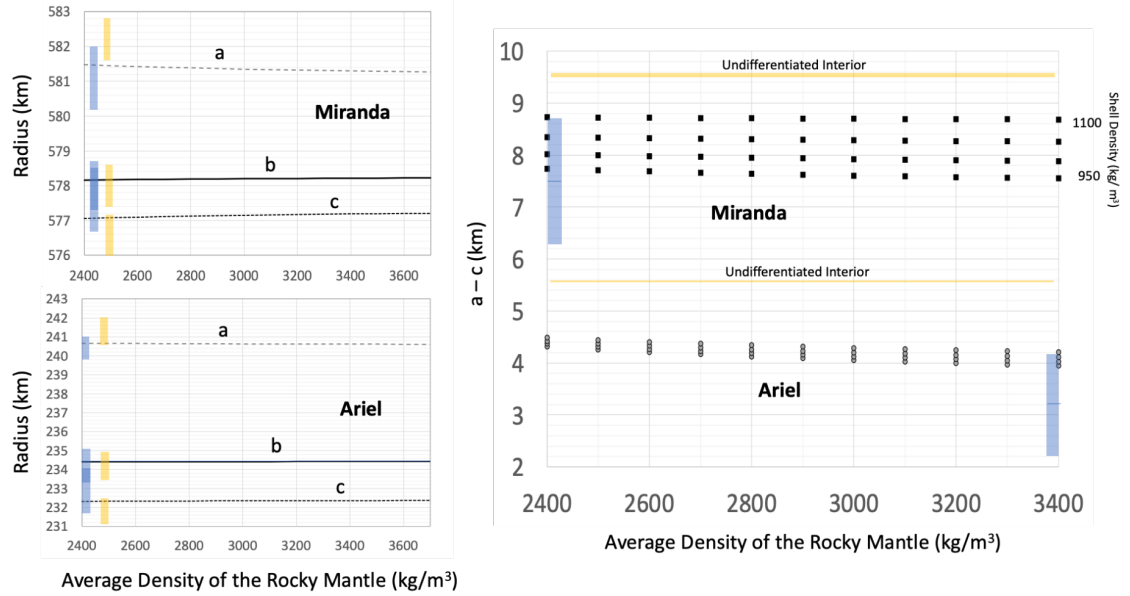 583
582
581
580
579
578
577
576
Radius (km)
a
Miranda
b
c
2400 2600 2800 3000 3200 3400 3600
243
242
241
240
239
238
237
236
235
234
233
232
231
Radius (km)
a
Ariel
b
c
2400 2600 2800 3000 3200 3400 3600
Average Density of the Rocky Mantle (kg/m³)
10
9
8
7
6
5
4
3
2
a – c (km)
Undifferentiated Interior
1100
950
Shell Density (kg/ m³)
Miranda
Undifferentiated Interior
Ariel
2400 2600 2800 3000 3200 3400
Average Density of the Rocky Mantle (kg/m³)